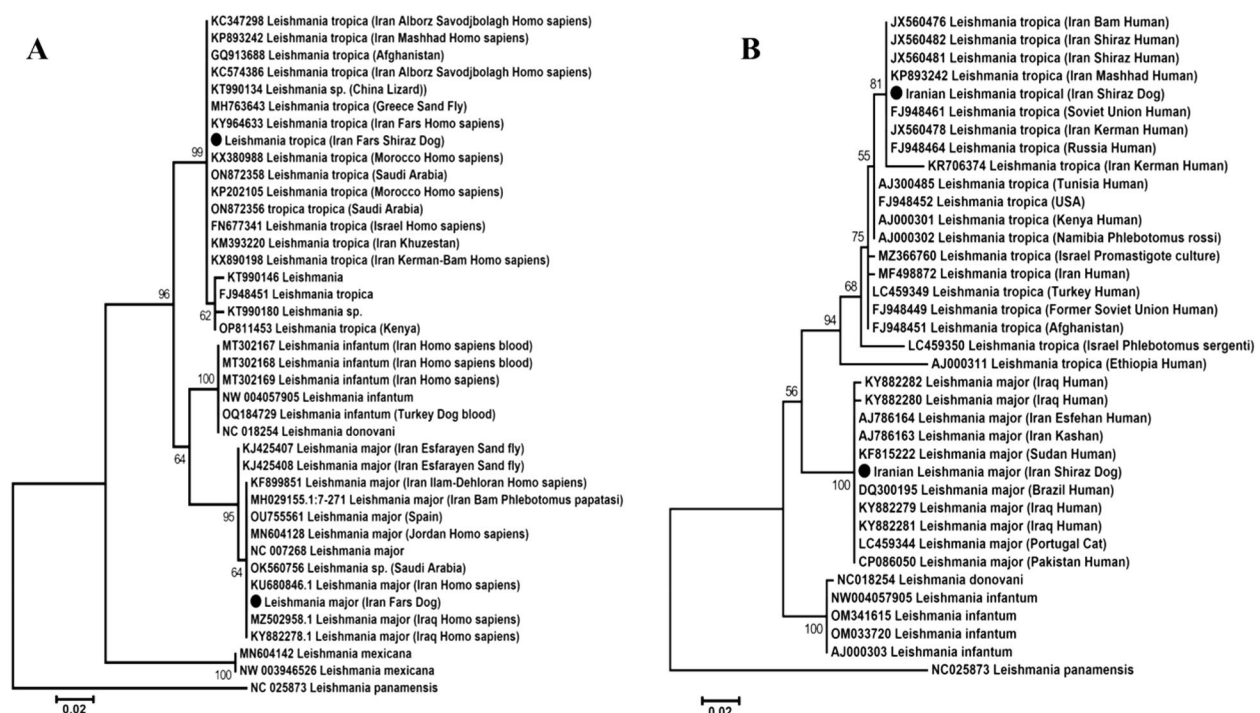 A
KC347298 Leishmania tropica (Iran Alborz Savodjbolagh Homo sapiens)
KP893242 Leishmania tropica (Iran Mashhad Homo sapiens)
GQ913688 Leishmania tropica (Afghanistan)
KC574386 Leishmania tropica (Iran Alborz Savodjbolagh Homo sapiens)
KT990134 Leishmania sp. (China Lizard))
MH763643 Leishmania tropica (Greece Sand Fly)
KY964633 Leishmania tropica (Iran Fars Homo sapiens)
Leishmania tropica (Iran Fars Shiraz Dog)
99
KX380988 Leishmania tropica (Morocco Homo sapiens)
ON872358 Leishmania tropica (Saudi Arabia)
KP202105 Leishmania tropica (Morocco Homo sapiens)
ON872356 tropica tropica (Saudi Arabia)
FN677341 Leishmania tropica (Israel Homo sapiens)
KM393220 Leishmania tropica (Iran Khuzestan)
KX890198 Leishmania tropica (Iran Kerman-Bam Homo sapiens)
KT990146 Leishmania
96
FJ948451 Leishmania tropica
KT990180 Leishmania sp.
62
OP811453 Leishmania tropica (Kenya)
MT302167 Leishmania infantum (Iran Homo sapiens blood)
MT302168 Leishmania infantum (Iran Homo sapiens blood)
100
MT302169 Leishmania infantum (Iran Homo sapiens)
NW 004057905 Leishmania infantum
OQ184729 Leishmania infantum (Turkey Dog blood)
NC 018254 Leishmania donovani
KJ425407 Leishmania major (Iran Esfarayen Sand fly)
64
KJ425408 Leishmania major (Iran Esfarayen Sand fly)
KF899851 Leishmania major (Iran Ilam-Dehloran Homo sapiens)
MH029155.1:7-271 Leishmania major (Iran Bam Phlebotomus papatasi)
95
OU755561 Leishmania major (Spain)
MN604128 Leishmania major (Jordan Homo sapiens)
NC 007268 Leishmania major
64
OK560756 Leishmania sp. (Saudi Arabia)
KU680846.1 Leishmania major (Iran Homo sapiens)
Leishmania major (Iran Fars Dog)
MZ502958.1 Leishmania major (Iraq Homo sapiens)
KY882278.1 Leishmania major (Iraq Homo sapiens)
MN604142 Leishmania mexicana
100
NW 003946526 Leishmania mexicana
NC 025873 Leishmania panamensis
0.02
B
JX560476 Leishmania tropica (Iran Bam Human)
JX560482 Leishmania tropica (Iran Shiraz Human)
JX560481 Leishmania tropica (Iran Shiraz Human)
KP893242 Leishmania tropica (Iran Mashhad Human)
81
Iranian Leishmania tropical (Iran Shiraz Dog)
FJ948461 Leishmania tropica (Soviet Union Human)
JX560478 Leishmania tropica (Iran Kerman Human)
FJ948464 Leishmania tropica (Russia Human)
55
KR706374 Leishmania tropica (Iran Kerman Human)
AJ300485 Leishmania tropica (Tunisia Human)
FJ948452 Leishmania tropica (USA)
AJ000301 Leishmania tropica (Kenya Human)
75
AJ000302 Leishmania tropica (Namibia Phlebotomus rossi)
MZ366760 Leishmania tropica (Israel Promastigote culture)
MF498872 Leishmania tropica (Iran Human)
68
LC459349 Leishmania tropica (Turkey Human)
FJ948449 Leishmania tropica (Former Soviet Union Human)
94
FJ948451 Leishmania tropica (Afghanistan)
LC459350 Leishmania tropica (Israel Phlebotomus sergenti)
AJ000311 Leishmania tropica (Ethiopia Human)
KY882282 Leishmania major (Iraq Human)
56
KY882280 Leishmania major (Iraq Human)
AJ786164 Leishmania major (Iran Esfehan Human)
AJ786163 Leishmania major (Iran Kashan)
KF815222 Leishmania major (Sudan Human)
Iranian Leishmania major (Iran Shiraz Dog)
100
DQ300195 Leishmania major (Brazil Human)
KY882279 Leishmania major (Iraq Human)
KY882281 Leishmania major (Iraq Human)
LC459344 Leishmania major (Portugal Cat)
CP086050 Leishmania major (Pakistan Human)
NC018254 Leishmania donovani
NW004057905 Leishmania infantum
OM341615 Leishmania infantum
100
OM033720 Leishmania infantum
AJ000303 Leishmania infantum
NC025873 Leishmania panamensis
0.02